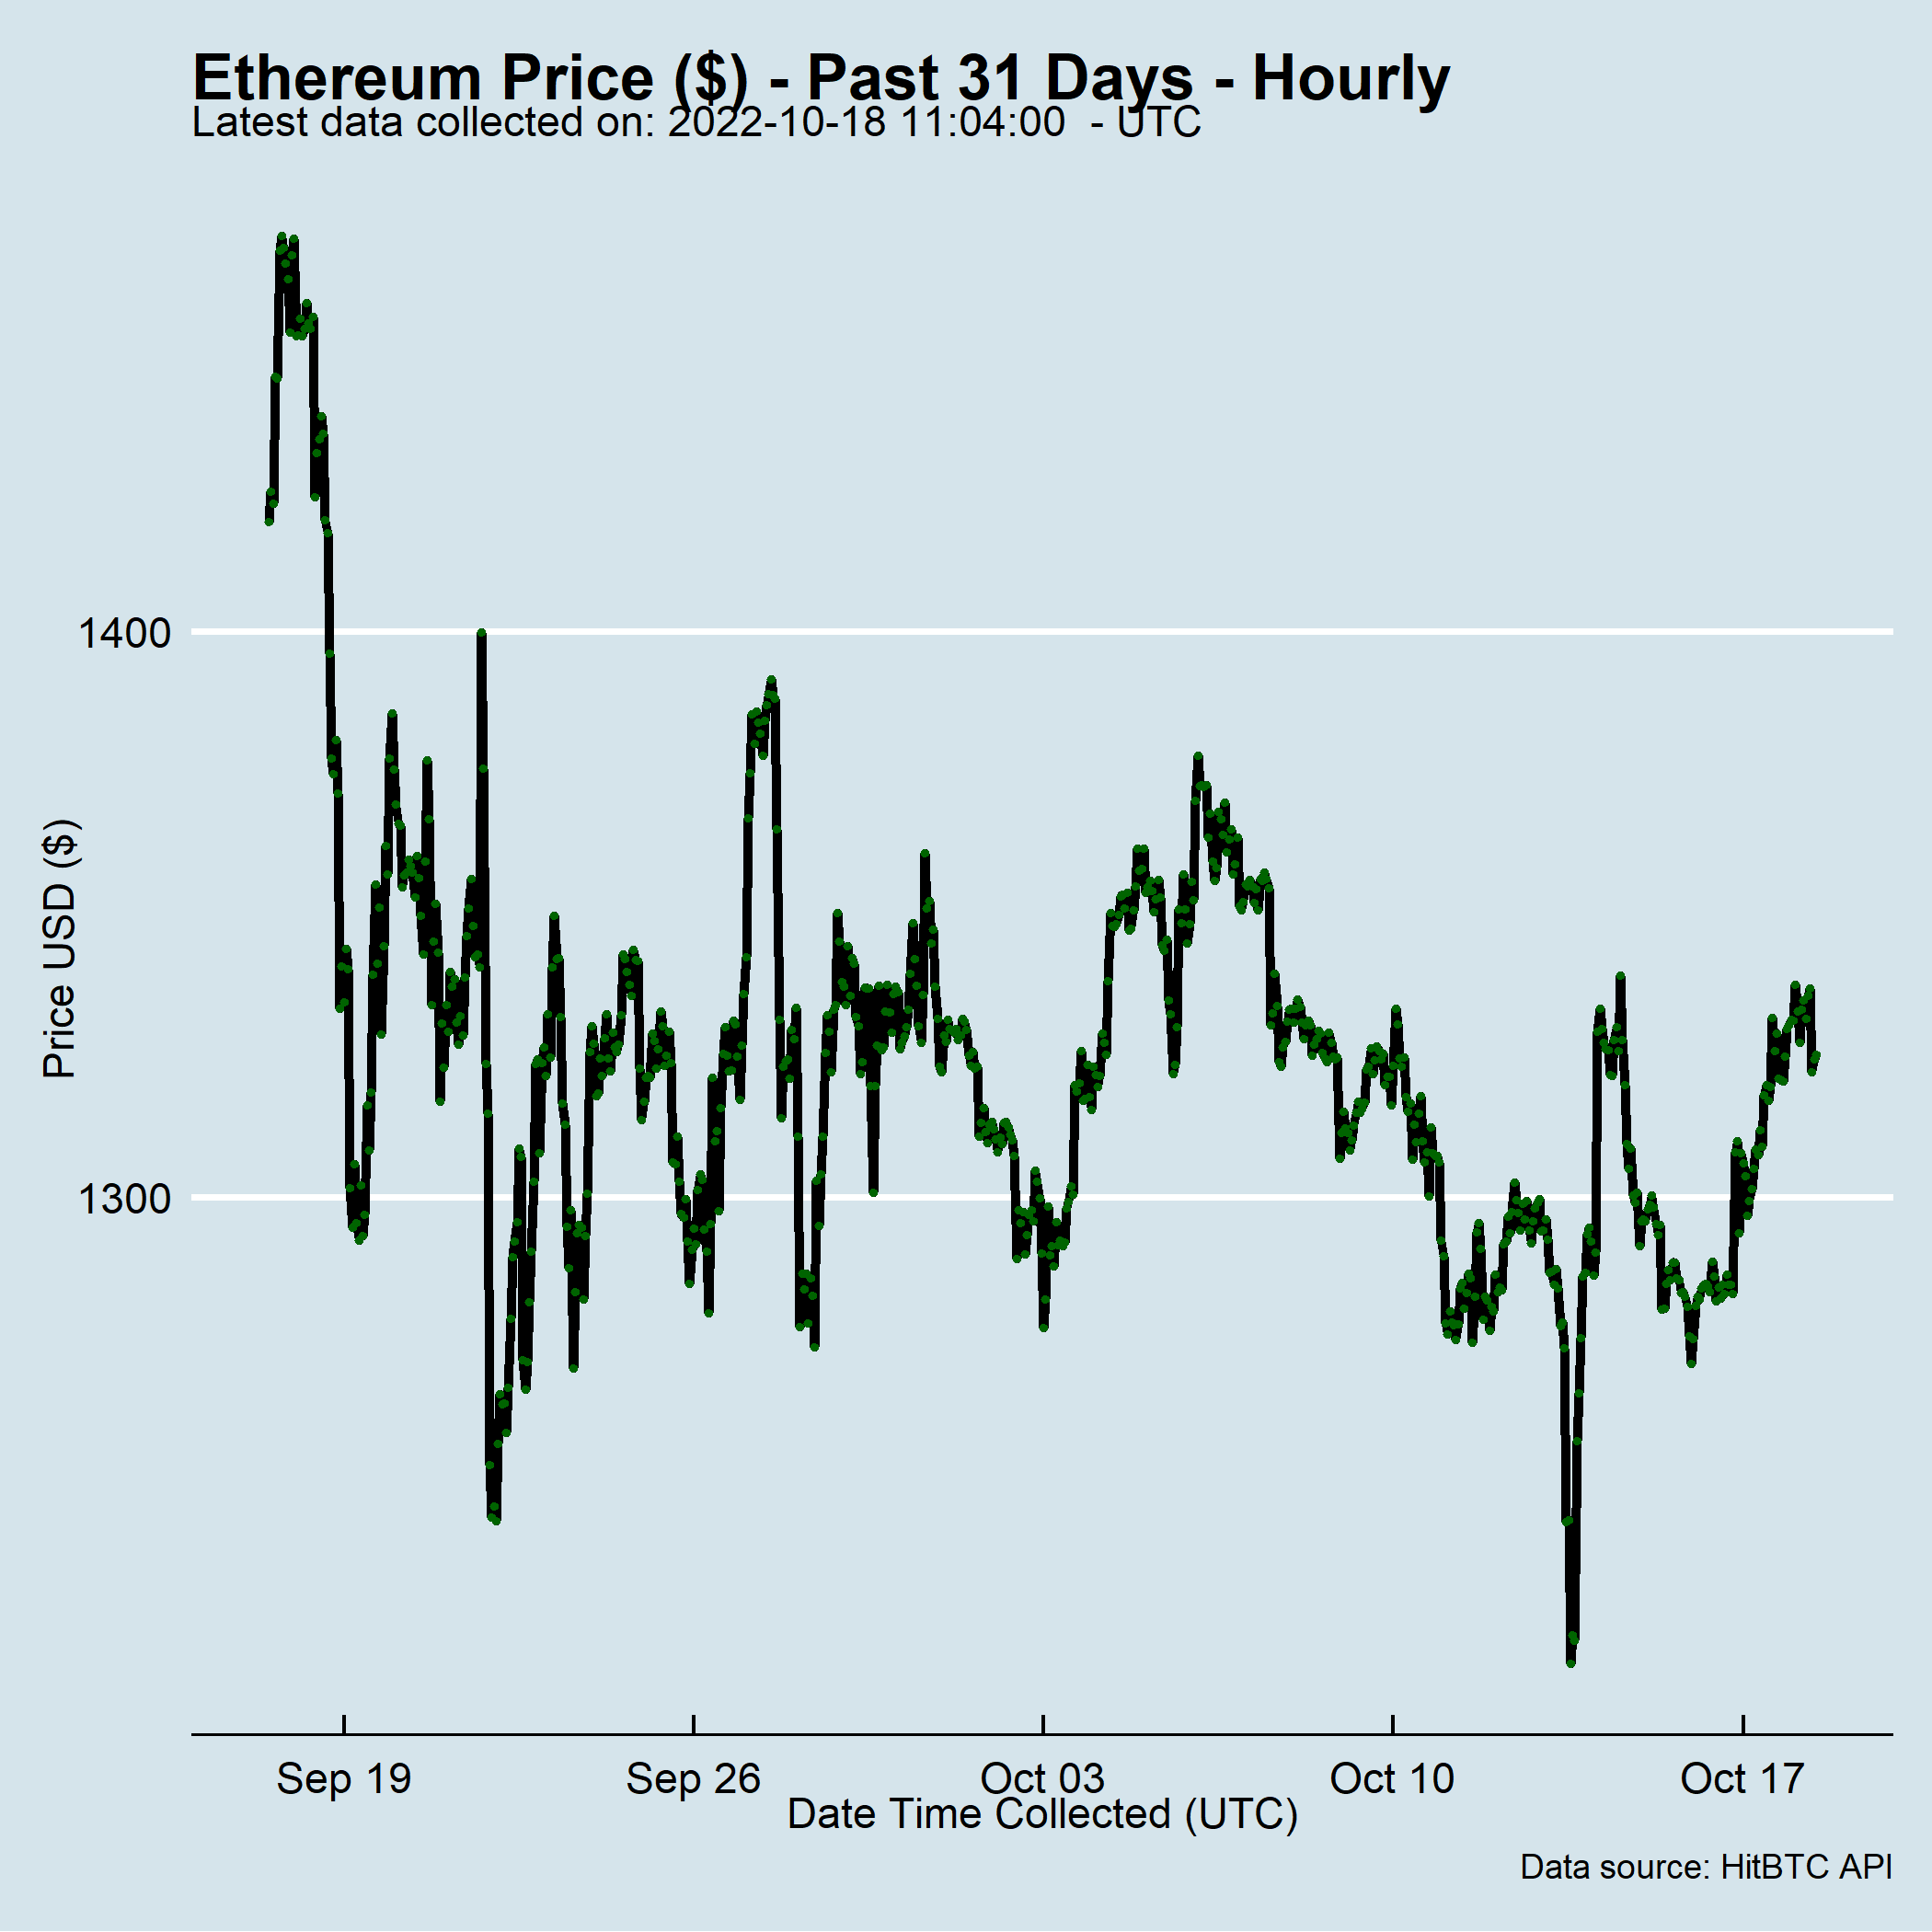 Ethereum Price ($) - Past 31 Days - Hourly
Latest data collected on: 2022-10-18 11:04:00  - UTC
1400
Price USD ($)
1300
Sep 19 Sep 26 Oct 03 Oct 10 Oct 17
Date Time Collected (UTC)
Data source: HitBTC API